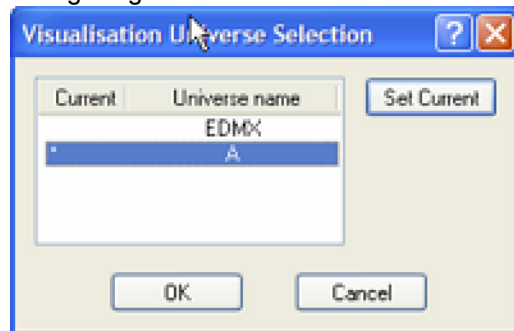 Visualisation Universe Selection
Current Universe name Set Current
EDMX
* A
OK Cancel